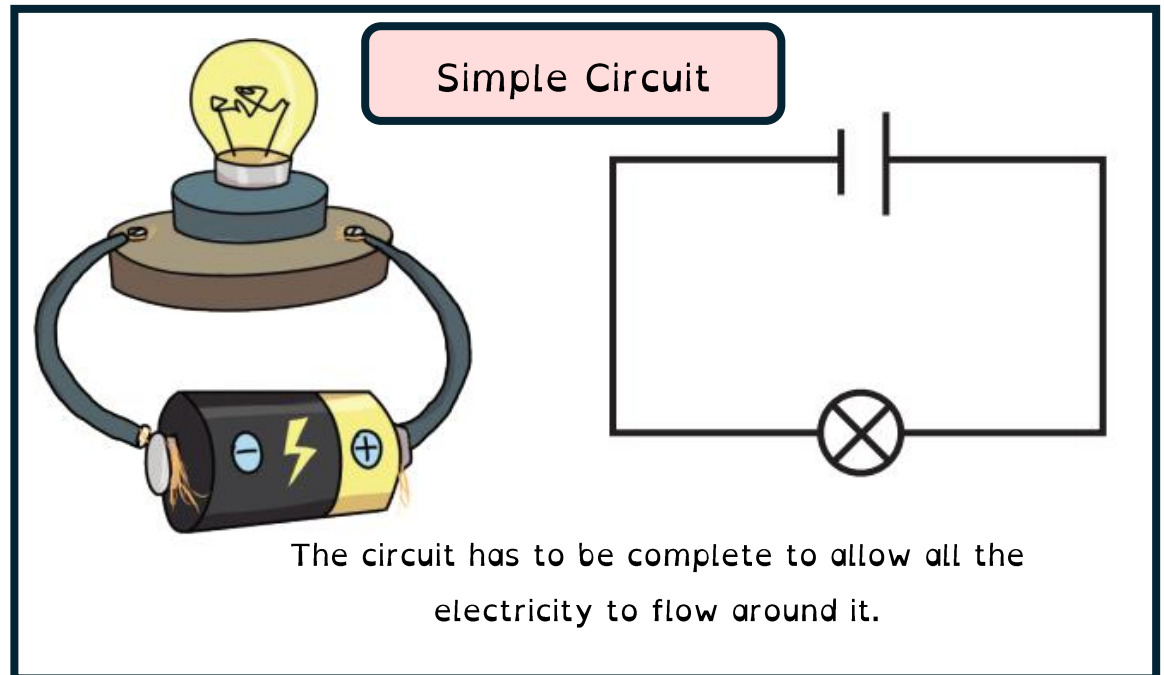 Simple Circuit
−
+
The circuit has to be complete to allow all the
electricity to flow around it.